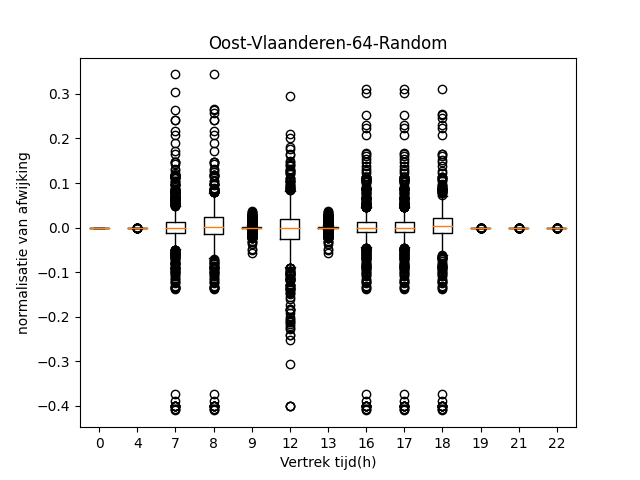 Oost-Vlaanderen-64-Random
normalisatie van afwijking
0.3
0.2
0.1
0.0
−0.1
−0.2
−0.3
−0.4
0 4 7 8 9 12 13 16 17 18 19 21 22
Vertrek tijd(h)